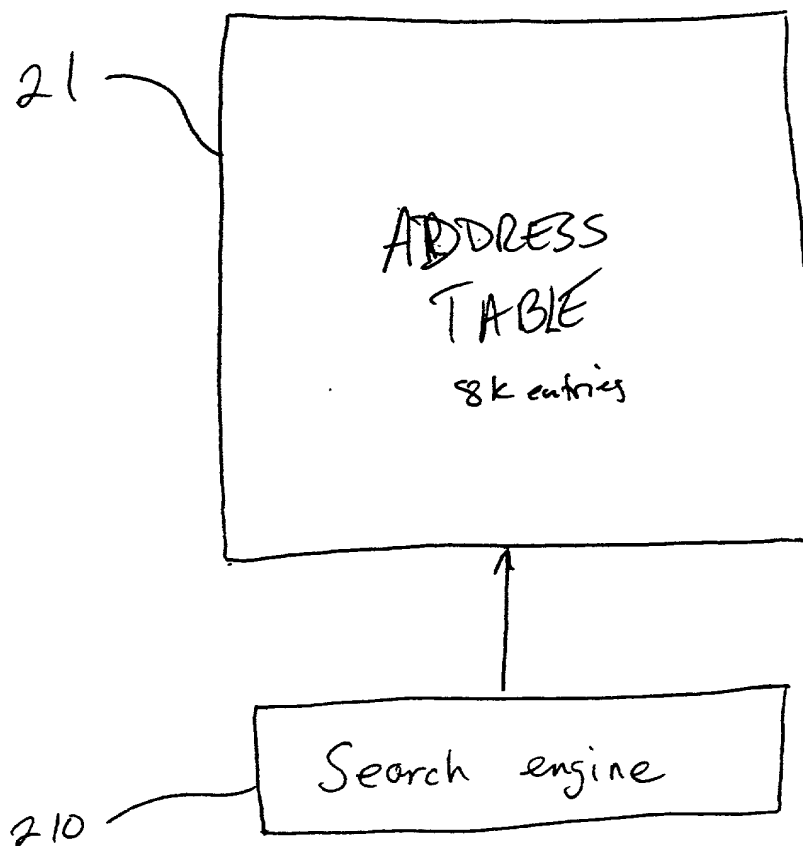 21
ADDRESS
TABLE
8k entries
Search engine
210